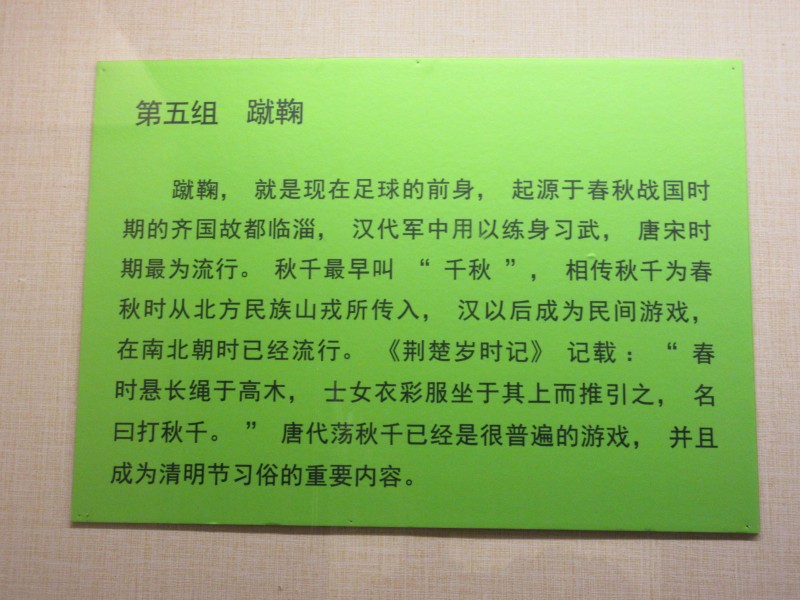 第五组 蹴鞠
蹴鞠， 就是现在足球的前身， 起源于春秋战国时
期的齐国故都临淄， 汉代军中用以练身习武， 唐宋时
期最为流行。 秋千最早叫 “ 千秋 ”， 相传秋千为春
秋时从北方民族山戎所传入， 汉以后成为民间游戏，
在南北朝时已经流行。 《荆楚岁时记》 记载： “ 春
时悬长绳于高木， 士女衣彩服坐于其上而推引之， 名
曰打秋千。 ” 唐代荡秋千已经是很普遍的游戏， 并且
成为清明节习俗的重要内容。